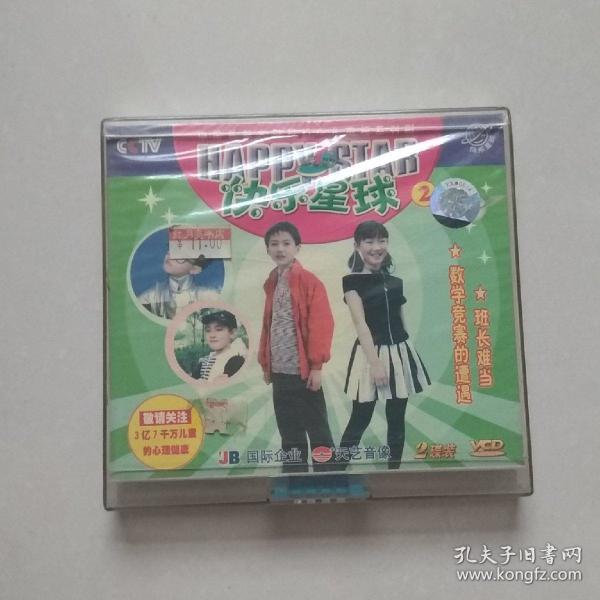 CCTV
HAPPY STAR
快乐星球
2
¥ 11.00
★ 班长难当
★ 数学竞赛的遭遇
敬请关注
3亿7千万儿童
的心理健康
JB 国际企业
天艺音像
2碟装
VCD
孔夫子旧书网
www.kongfz.com